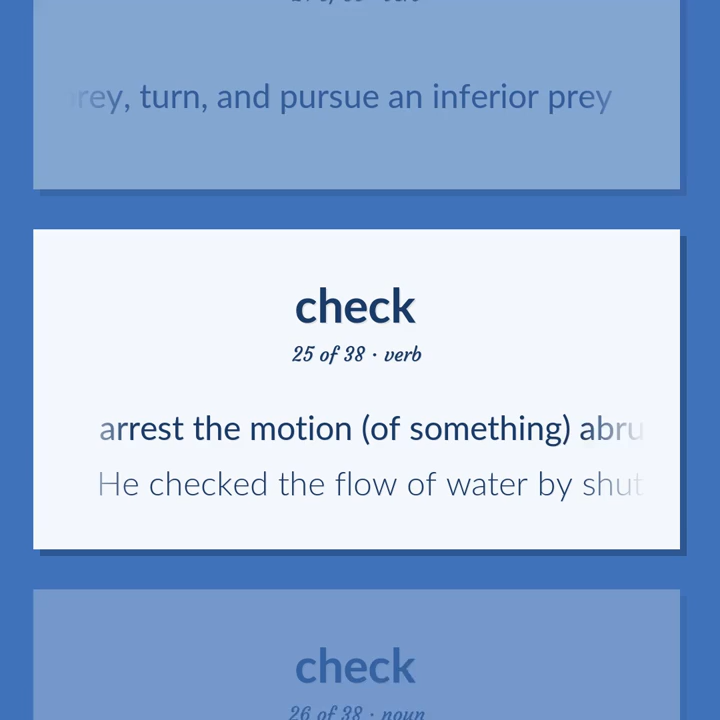 turn, and pursue an inferior prey
check
25 of 38 · verb
arrest the motion (of something) abru
He checked the flow of water by shut
check
26 of 38 · noun